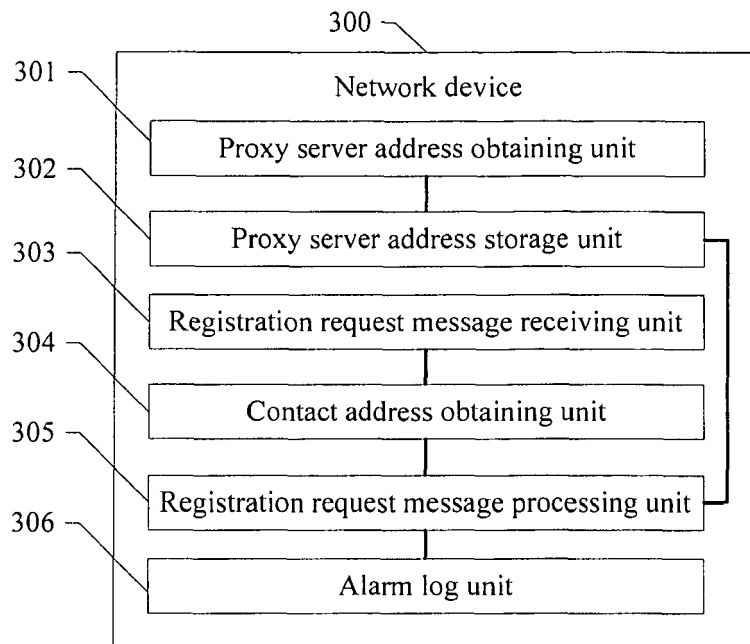 300
301
Network device
Proxy server address obtaining unit
302
Proxy server address storage unit
303
Registration request message receiving unit
304
Contact address obtaining unit
305
Registration request message processing unit
306
Alarm log unit